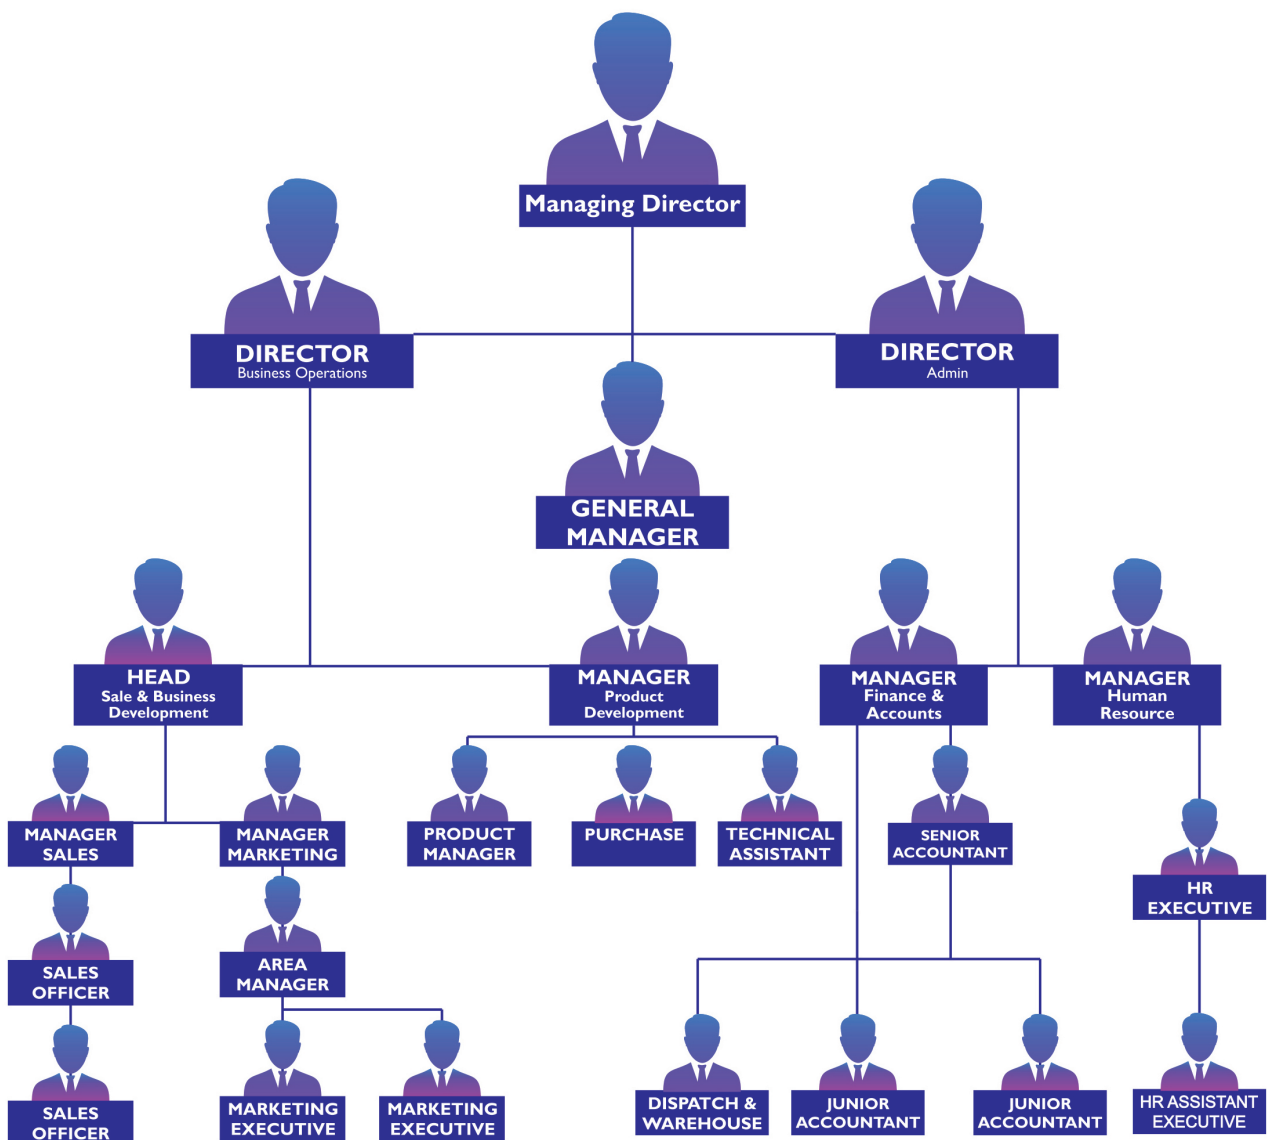 Managing Director
DIRECTOR
Business Operations
DIRECTOR
Admin
GENERAL
MANAGER
HEAD
Sale & Business
Development
MANAGER
Product
Development
MANAGER
Finance &
Accounts
MANAGER
Human
Resource
MANAGER
SALES
MANAGER
MARKETING
PRODUCT
MANAGER
PURCHASE
TECHNICAL
ASSISTANT
SENIOR
ACCOUNTANT
HR
EXECUTIVE
SALES
OFFICER
AREA
MANAGER
SALES
OFFICER
MARKETING
EXECUTIVE
MARKETING
EXECUTIVE
DISPATCH &
WAREHOUSE
JUNIOR
ACCOUNTANT
JUNIOR
ACCOUNTANT
HR ASSISTANT
EXECUTIVE